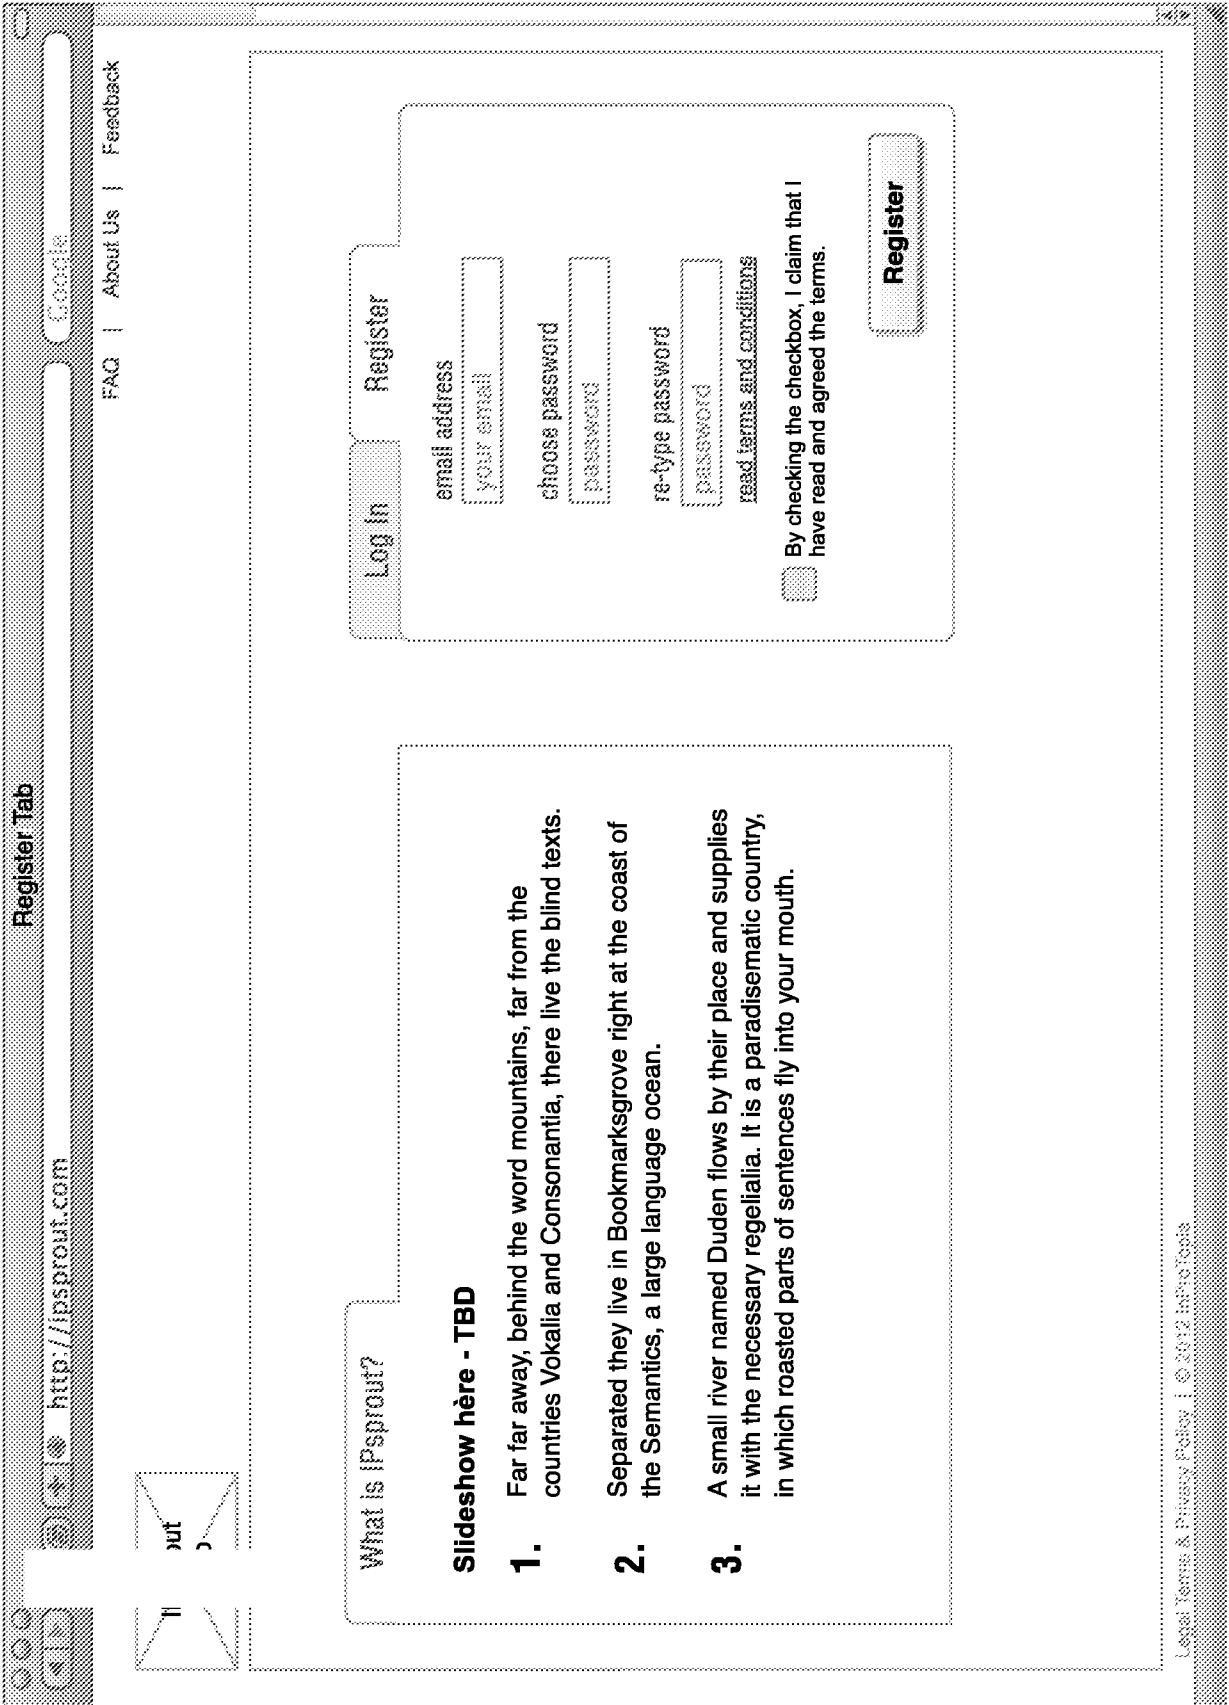 Register Tab
http://ipsprout.com
Google
FAQ | About Us | Feedback
What is IPsprout?
Slideshow hère - TBD
1. Far far away, behind the word mountains, far from the
countries Vokalia and Consonantia, there live the blind texts.
2. Separated they live in Bookmarksgrove right at the coast of
the Semantics, a large language ocean.
3. A small river named Duden flows by their place and supplies
it with the necessary regelialia. It is a paradisematic country,
in which roasted parts of sentences fly into your mouth.
Log In
Register
email address
your email
choose password
password
re-type password
password
read terms and conditions
By checking the checkbox, I claim that I
have read and agreed the terms.
Register
Legal Terms & Privacy Policy | © 2012 InProTools